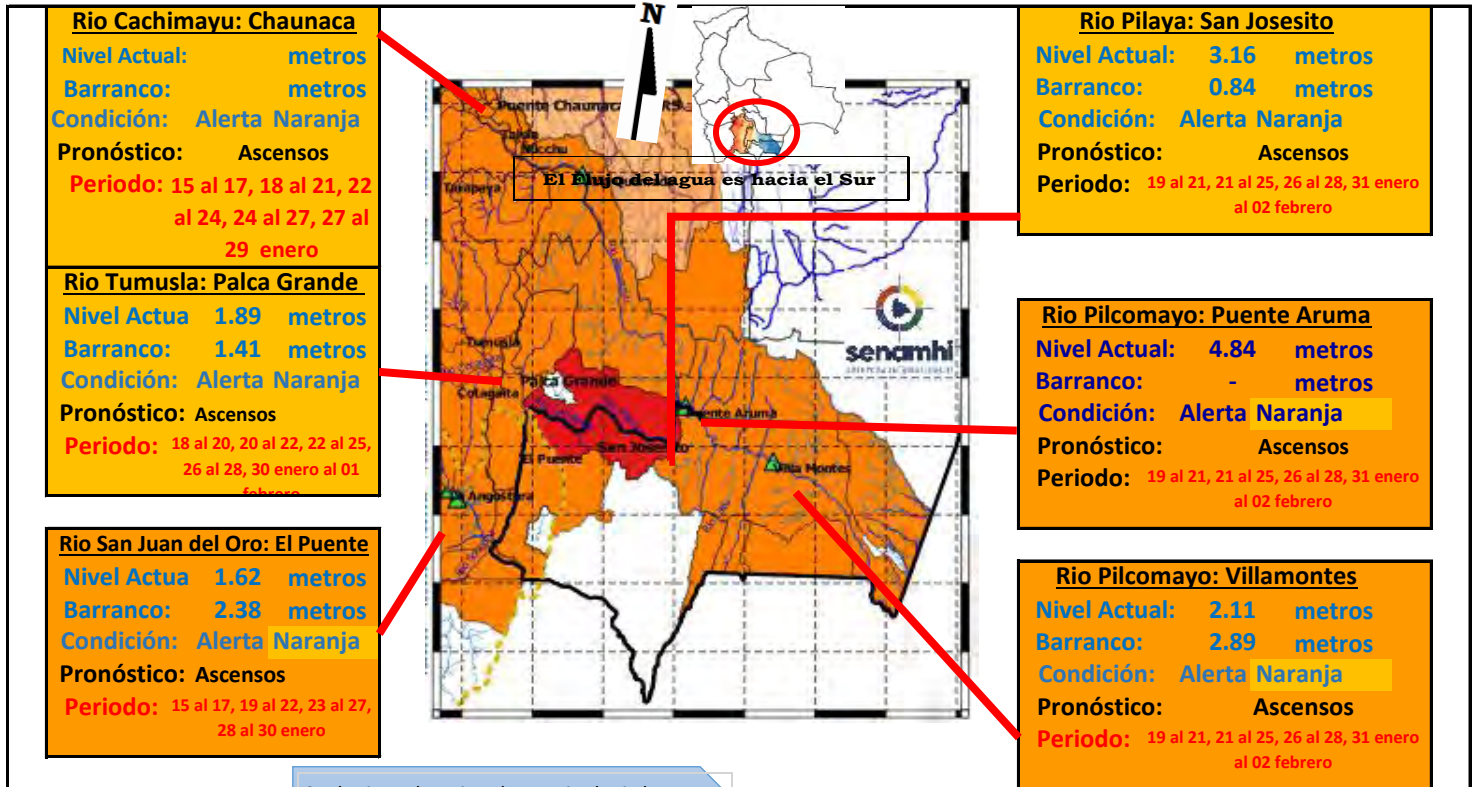 Rio Cachimayu: Chaunaca
Nivel Actual: metros
Barranco: metros
Condición: Alerta Naranja
Pronóstico: Ascensos
Periodo: 15 al 17, 18 al 21, 22
al 24, 24 al 27, 27 al
29 enero
Rio Tumusla: Palca Grande
Nivel Actua 1.89 metros
Barranco: 1.41 metros
Condición: Alerta Naranja
Pronóstico: Ascensos
Periodo: 18 al 20, 20 al 22, 22 al 25,
26 al 28, 30 enero al 01
febrero
Rio San Juan del Oro: El Puente
Nivel Actua 1.62 metros
Barranco: 2.38 metros
Condición: Alerta Naranja
Pronóstico: Ascensos
Periodo: 15 al 17, 19 al 22, 23 al 27,
28 al 30 enero
N
Puente Chaunaca
Talula
Nucchu
El Flujo del agua es hacia el Sur
Tarapaya
senamhi
Tumusla
Palca Grande
Cotagaita
Puente Aruma
San Josesito
El Puente
Villa Montes
Angostura
Rio Pilaya: San Josesito
Nivel Actual: 3.16 metros
Barranco: 0.84 metros
Condición: Alerta Naranja
Pronóstico: Ascensos
Periodo: 19 al 21, 21 al 25, 26 al 28, 31 enero
al 02 febrero
Rio Pilcomayo: Puente Aruma
Nivel Actual: 4.84 metros
Barranco: - metros
Condición: Alerta Naranja
Pronóstico: Ascensos
Periodo: 19 al 21, 21 al 25, 26 al 28, 31 enero
al 02 febrero
Rio Pilcomayo: Villamontes
Nivel Actual: 2.11 metros
Barranco: 2.89 metros
Condición: Alerta Naranja
Pronóstico: Ascensos
Periodo: 19 al 21, 21 al 25, 26 al 28, 31 enero
al 02 febrero